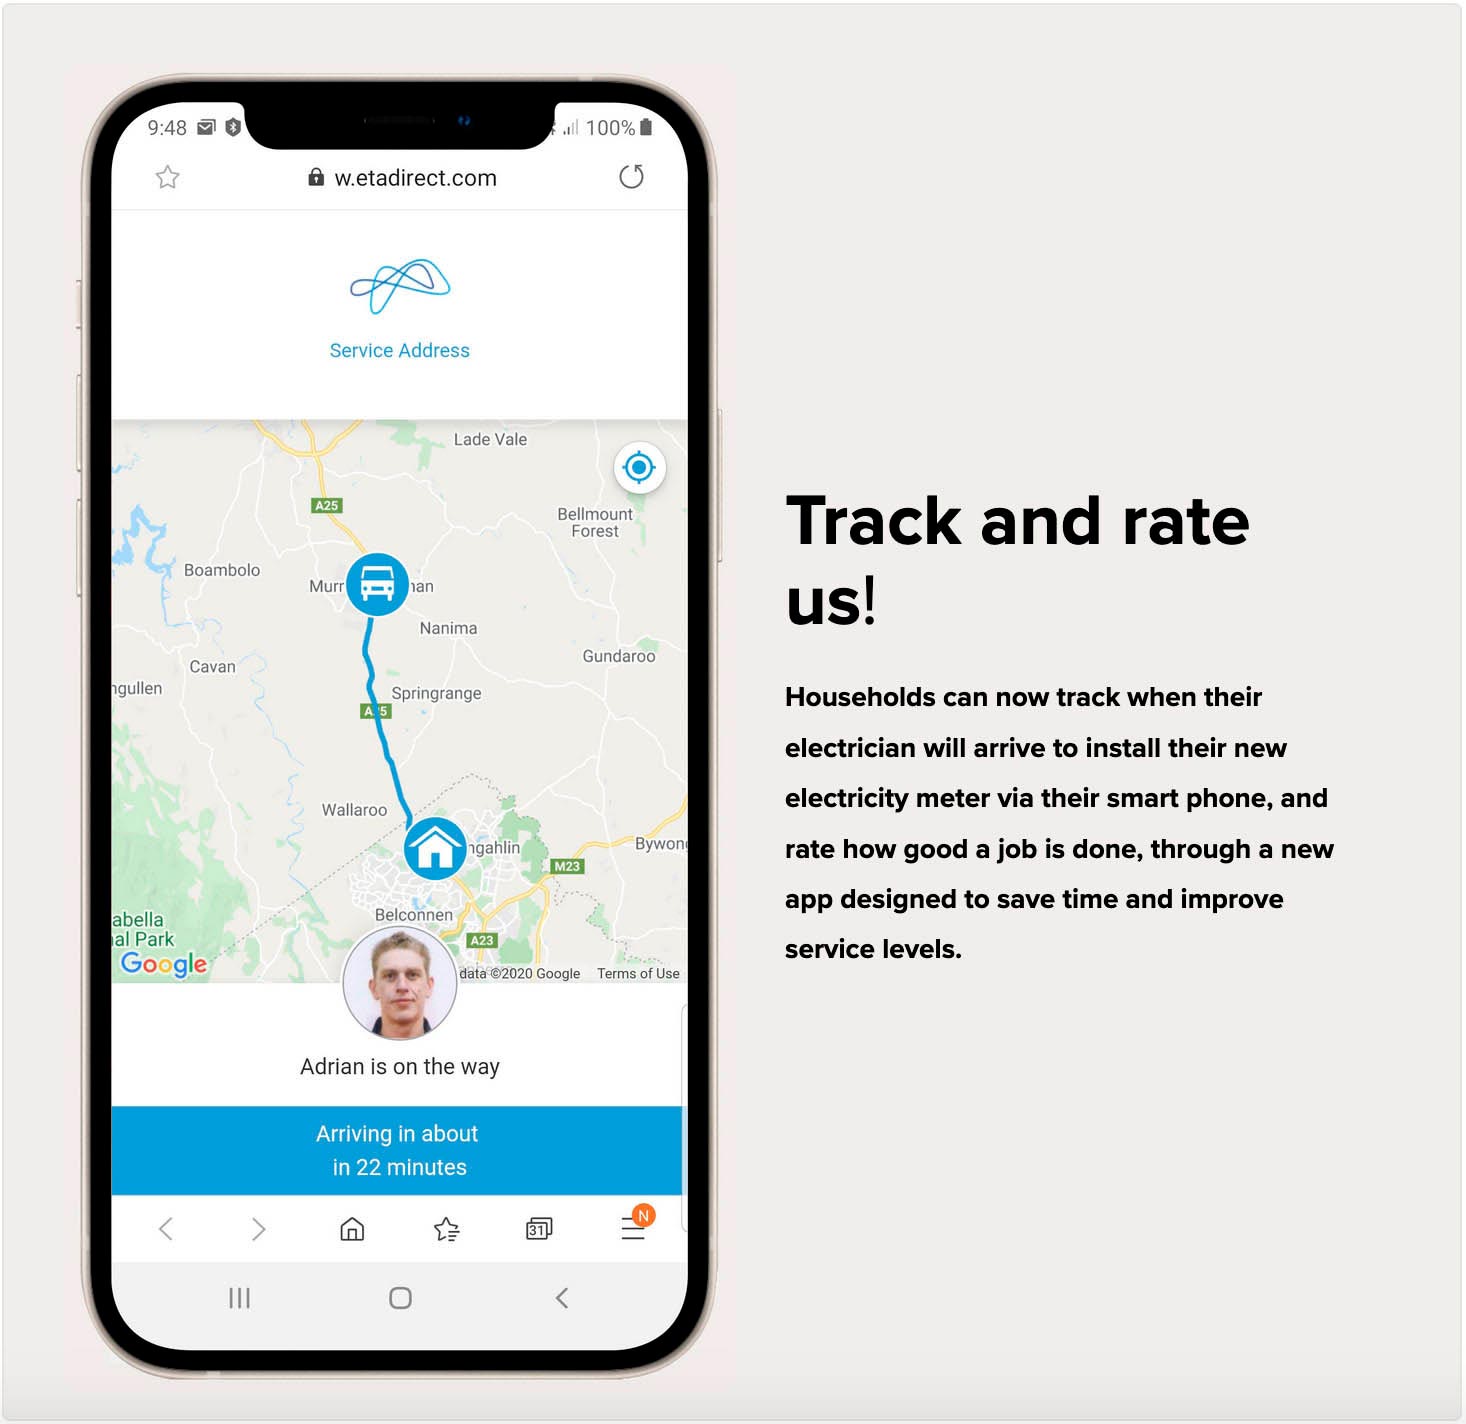 9:48
100%
w.etadirect.com
Service Address
Lade Vale
A25
Bellmount
Forest
Boambolo
Murr
nan
Nanima
Gundaroo
Cavan
ngullen
Springrange
A25
Wallaroo
ngahlin
Bywon
M23
Belconnen
abella
al Park
A23
Google
data ©2020 Google
Terms of Use
Adrian is on the way
Arriving in about
in 22 minutes
31
N
Track and rate
us!
Households can now track when their
electrician will arrive to install their new
electricity meter via their smart phone, and
rate how good a job is done, through a new
app designed to save time and improve
service levels.